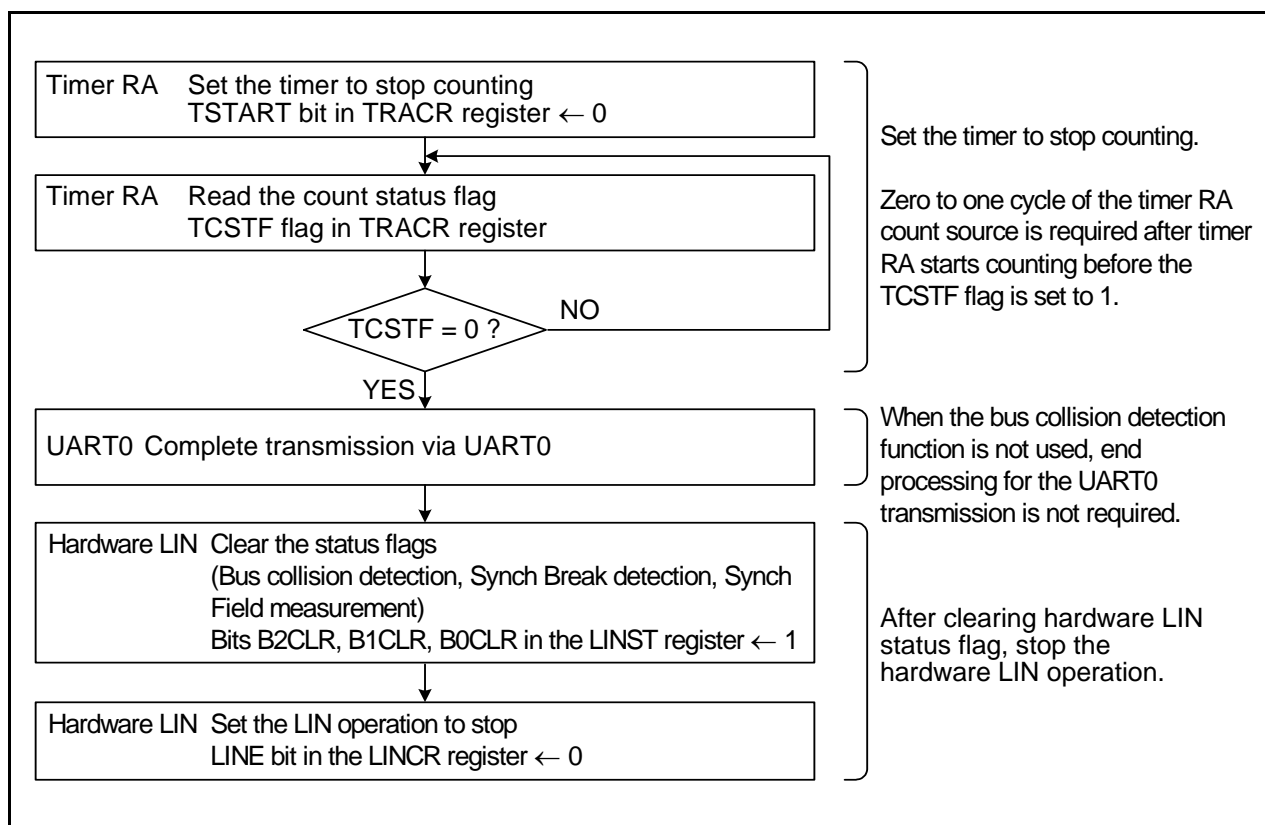 Timer RA Set the timer to stop counting
TSTART bit in TRACR register ← 0
Timer RA Read the count status flag
TCSTF flag in TRACR register
TCSTF = 0 ?
NO
YES
Set the timer to stop counting.
Zero to one cycle of the timer RA
count source is required after timer
RA starts counting before the
TCSTF flag is set to 1.
UART0 Complete transmission via UART0
When the bus collision detection
function is not used, end
processing for the UART0
transmission is not required.
Hardware LIN Clear the status flags
(Bus collision detection, Synch Break detection, Synch
Field measurement)
Bits B2CLR, B1CLR, B0CLR in the LINST register ← 1
Hardware LIN Set the LIN operation to stop
LINE bit in the LINCR register ← 0
After clearing hardware LIN
status flag, stop the
hardware LIN operation.